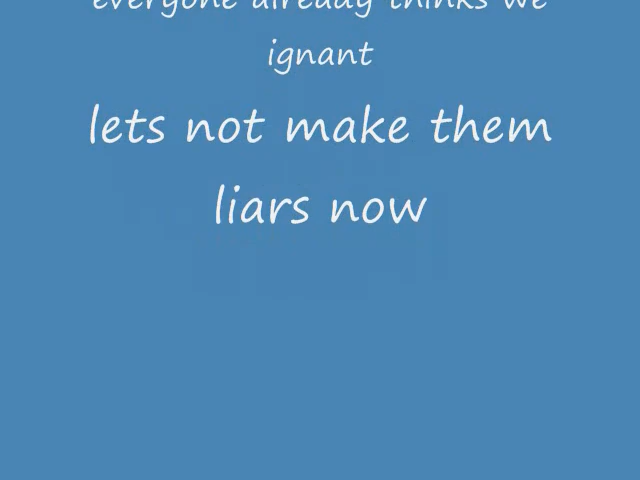 everyone already thinks we
ignant
lets not make them
liars now